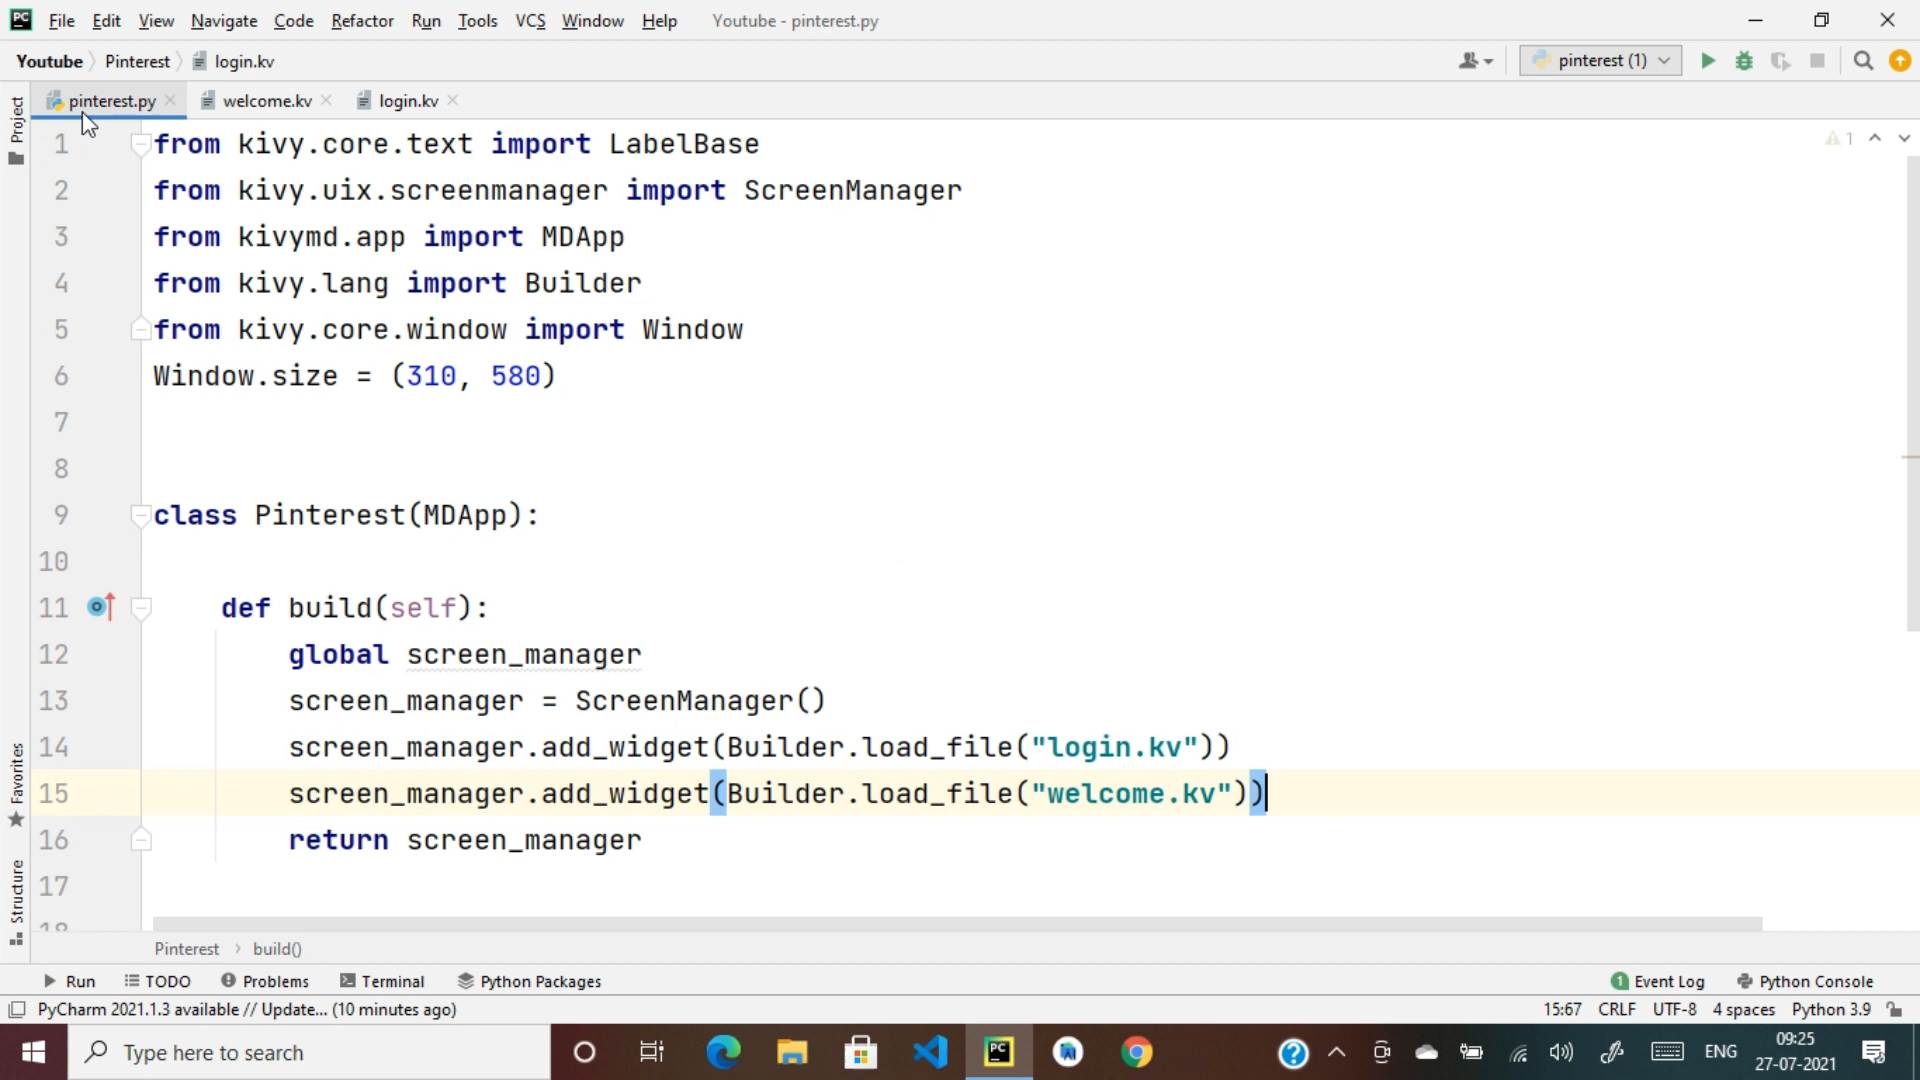 File Edit View Navigate Code Refactor Run Tools VCS Window Help Youtube - pinterest.py
Youtube Pinterest login.kv pinterest (1)
pinterest.py welcome.kv login.kv
Project
1 from kivy.core.text import LabelBase 1
2 from kivy.uix.screenmanager import ScreenManager
3 from kivymd.app import MDApp
4 from kivy.lang import Builder
5 from kivy.core.window import Window
6 Window.size = (310, 580)
7
8
9 class Pinterest(MDApp):
10
11 def build(self):
12 global screen_manager
13 screen_manager = ScreenManager()
14 screen_manager.add_widget(Builder.load_file("login.kv"))
15 screen_manager.add_widget(Builder.load_file("welcome.kv"))
16 return screen_manager
17
18
Favorites
Structure
Pinterest > build()
Run TODO Problems Terminal Python Packages 1 Event Log Python Console
PyCharm 2021.1.3 available // Update... (10 minutes ago) 15:67 CRLF UTF-8 4 spaces Python 3.9
Type here to search PC ENG 09:25
27-07-2021